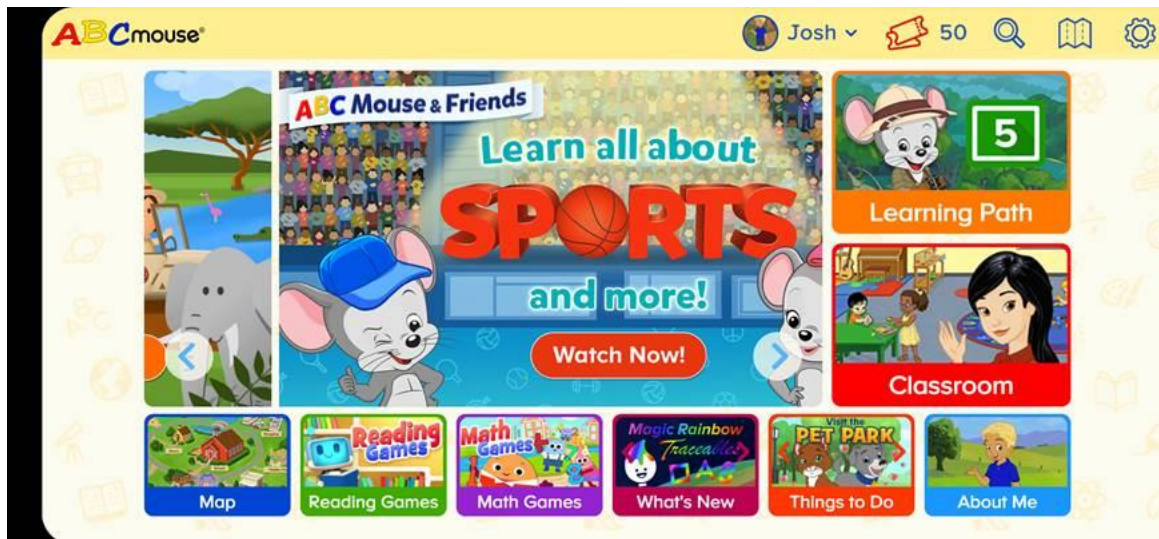 ABCmouse®
Josh
50
ABC Mouse & Friends
Learn all about
SPORTS
and more!
Watch Now!
5
Learning Path
Classroom
Map
Reading Games
Reading Games
Math Games
Math Games
Magic Rainbow
Traceables
What's New
Visit the
PET PARK
Things to Do
About Me